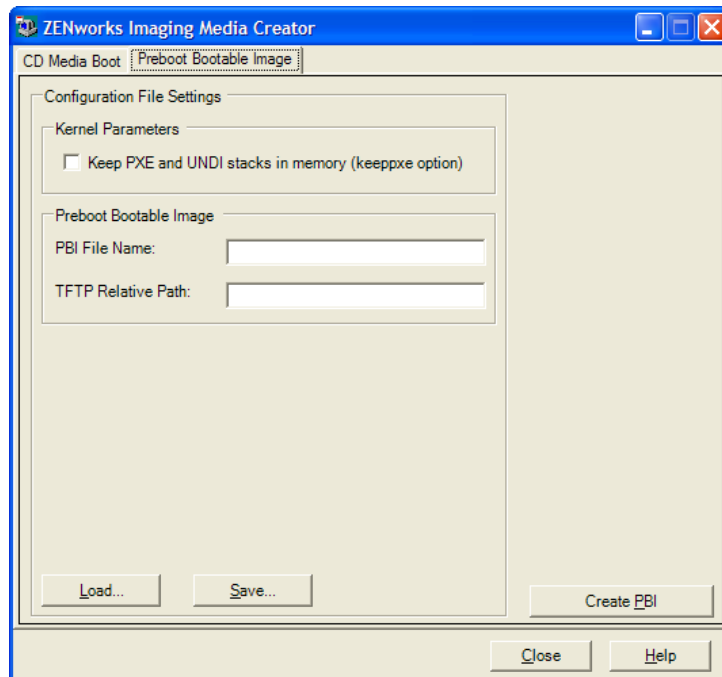 ZENworks Imaging Media Creator
CD Media Boot
Preboot Bootable Image
Configuration File Settings
Kernel Parameters
Keep PXE and UNDI stacks in memory (keeppxe option)
Preboot Bootable Image
PBI File Name:
TFTP Relative Path:
Load...
Save...
Create PBI
Close
Help